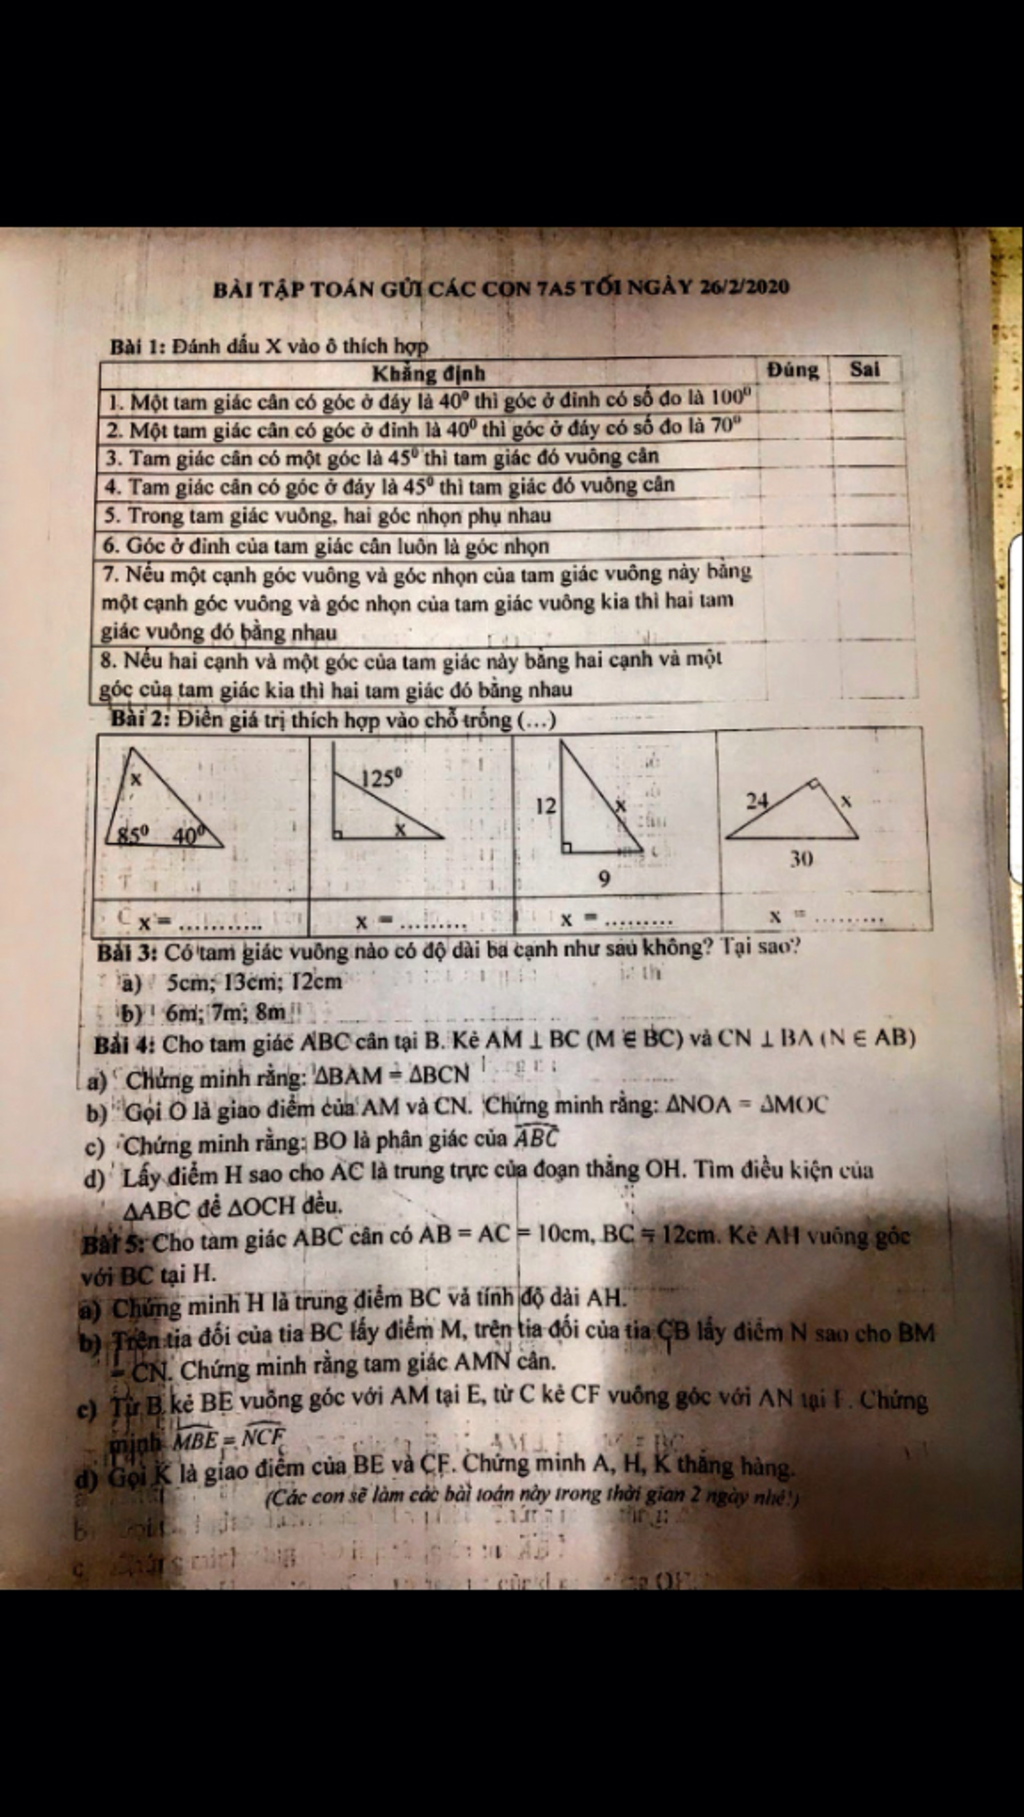 BÀI TẬP TOÁN GỬI CÁC CON 7A5 TỐI NGÀY 26/2/2020
Bài 1: Đánh dấu X vào ô thích hợp
Khẳng định Đúng Sai
1. Một tam giác cân có góc ở đáy là 40⁰ thì góc ở đỉnh có số đo là 100⁰
2. Một tam giác cân có góc ở đỉnh là 40⁰ thì góc ở đáy có số đo là 70⁰
3. Tam giác cân có một góc là 45⁰ thì tam giác đó vuông cân
4. Tam giác cân có góc ở đáy là 45⁰ thì tam giác đó vuông cân
5. Trong tam giác vuông, hai góc nhọn phụ nhau
6. Góc ở đỉnh của tam giác cân luôn là góc nhọn
7. Nếu một cạnh góc vuông và góc nhọn của tam giác vuông này bằng
một cạnh góc vuông và góc nhọn của tam giác vuông kia thì hai tam
giác vuông đó bằng nhau
8. Nếu hai cạnh và một góc của tam giác này bằng hai cạnh và một
góc của tam giác kia thì hai tam giác đó bằng nhau
Bài 2: Điền giá trị thích hợp vào chỗ trống (...)
x 85⁰ 40⁰
125⁰ x
12 x 9
24 x 30
x = ........... x = ......... x = ......... x = .........
Bài 3: Có tam giác vuông nào có độ dài ba cạnh như sau không? Tại sao?
a) 5cm; 13cm; 12cm
b) 6m; 7m; 8m
Bài 4: Cho tam giác ABC cân tại B. Kẻ AM ⊥ BC (M ∈ BC) và CN ⊥ BA (N ∈ AB)
a) Chứng minh rằng: ΔBAM = ΔBCN
b) Gọi O là giao điểm của AM và CN. Chứng minh rằng: ΔNOA = ΔMOC
c) Chứng minh rằng: BO là phân giác của ABC
d) Lấy điểm H sao cho AC là trung trực của đoạn thẳng OH. Tìm điều kiện của
ΔABC để ΔOCH đều.
Bài 5: Cho tam giác ABC cân có AB = AC = 10cm, BC = 12cm. Kẻ AH vuông góc
với BC tại H.
a) Chứng minh H là trung điểm BC và tính độ dài AH.
b) Trên tia đối của tia BC lấy điểm M, trên tia đối của tia CB lấy điểm N sao cho BM
= CN. Chứng minh rằng tam giác AMN cân.
c) Từ B kẻ BE vuông góc với AM tại E, từ C kẻ CF vuông góc với AN tại F. Chứng
minh MBE = NCF
d) Gọi K là giao điểm của BE và CF. Chứng minh A, H, K thẳng hàng.
(Các con sẽ làm các bài toán này trong thời gian 2 ngày nhé!)